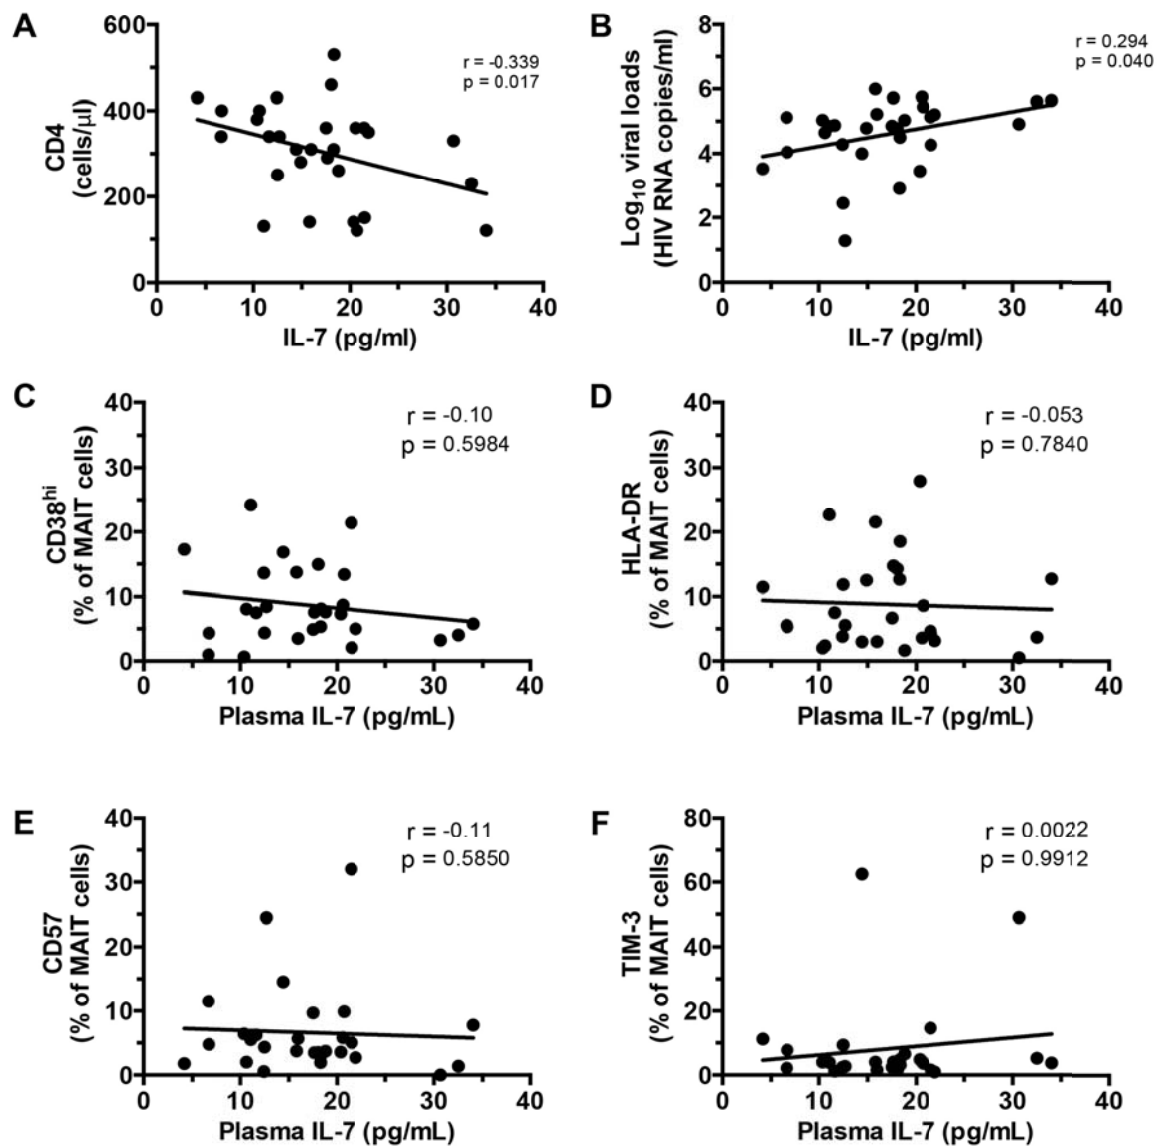 A
600
400
200
0
CD4
(cells/µl)
r = -0.339
p = 0.017
0 10 20 30 40
IL-7 (pg/ml)
B
8
6
4
2
0
Log10 viral loads
(HIV RNA copies/ml)
r = 0.294
p = 0.040
0 10 20 30 40
IL-7 (pg/ml)
C
40
30
20
10
0
CD38hi
(% of MAIT cells)
r = -0.10
p = 0.5984
0 10 20 30 40
Plasma IL-7 (pg/mL)
D
40
30
20
10
0
HLA-DR
(% of MAIT cells)
r = -0.053
p = 0.7840
0 10 20 30 40
Plasma IL-7 (pg/mL)
E
40
30
20
10
0
CD57
(% of MAIT cells)
r = -0.11
p = 0.5850
0 10 20 30 40
Plasma IL-7 (pg/mL)
F
80
60
40
20
0
TIM-3
(% of MAIT cells)
r = 0.0022
p = 0.9912
0 10 20 30 40
Plasma IL-7 (pg/mL)